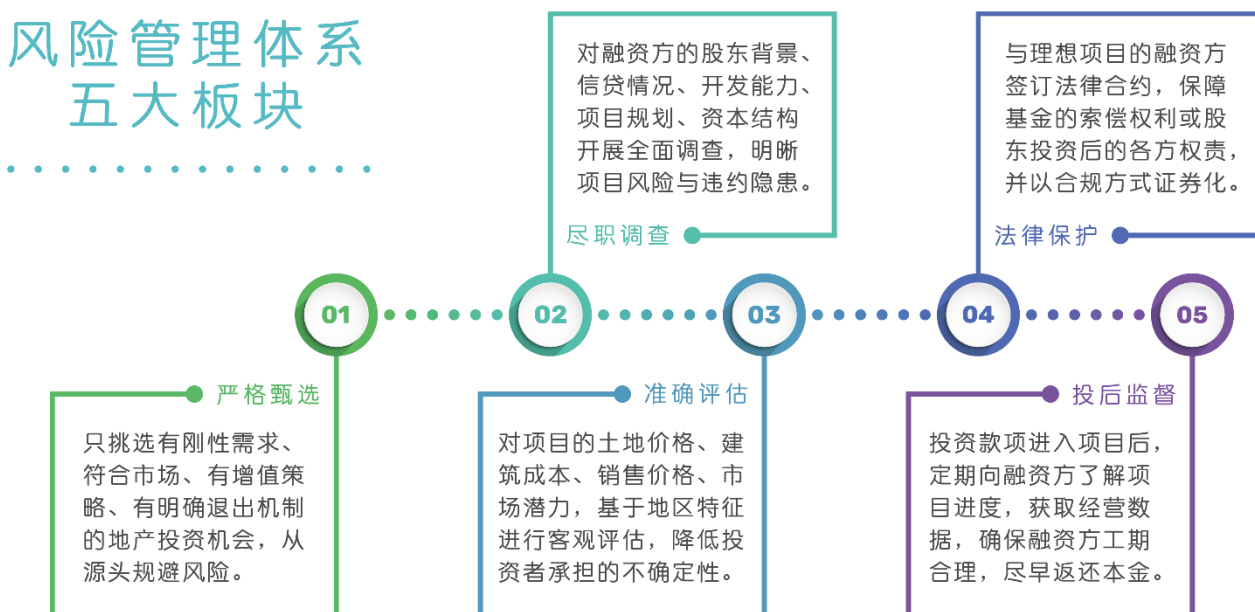 风险管理体系
五大板块
01
严格甄选
只挑选有刚性需求、
符合市场、有增值策
略、有明确退出机制
的地产投资机会，从
源头规避风险。
02
尽职调查
对融资方的股东背景、
信贷情况、开发能力、
项目规划、资本结构
开展全面调查，明晰
项目风险与违约隐患。
03
准确评估
对项目的土地价格、建
筑成本、销售价格、市
场潜力，基于地区特征
进行客观评估，降低投
资者承担的不确定性。
04
法律保护
与理想项目的融资方
签订法律合约，保障
基金的索偿权利或股
东投资后的各方权责，
并以合规方式证券化。
05
投后监督
投资款项进入项目后，
定期向融资方了解项
目进度，获取经营数
据，确保融资方工期
合理，尽早返还本金。